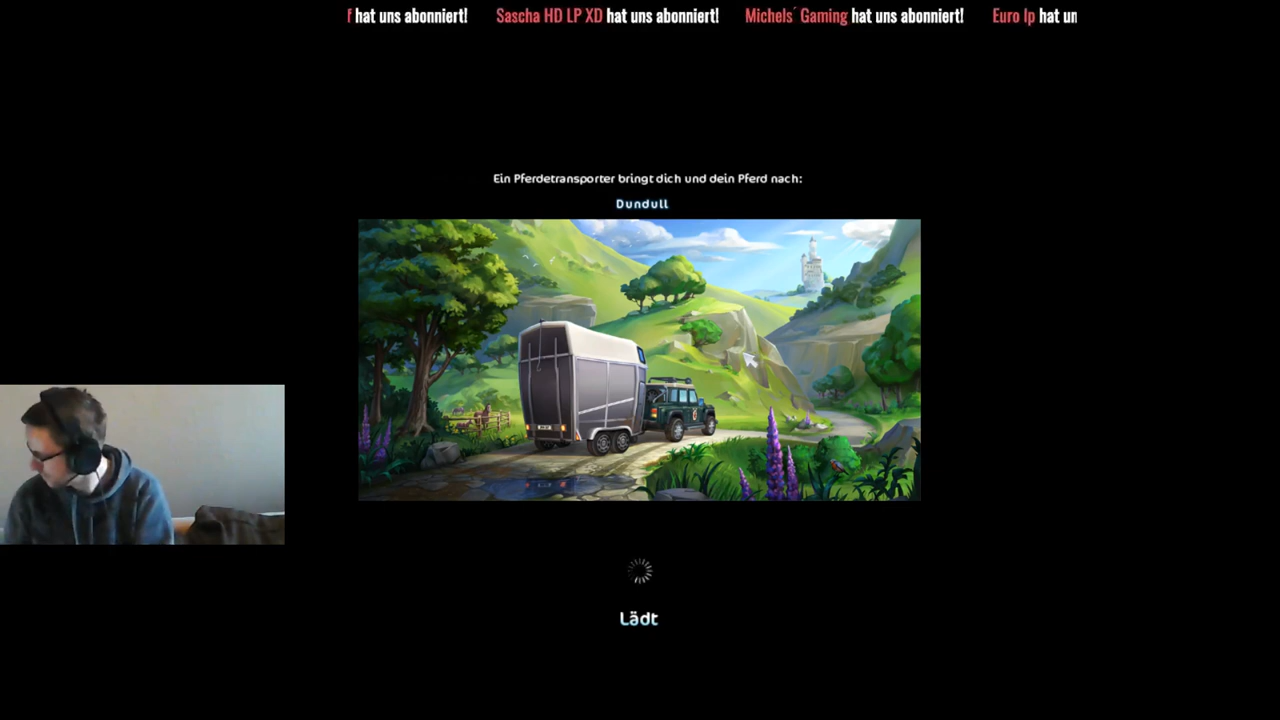 f hat uns abonniert! Sascha HD LP XD hat uns abonniert! Michels´ Gaming hat uns abonniert! Euro lp hat un
Ein Pferdetransporter bringt dich und dein Pferd nach:
Dundull
Lädt